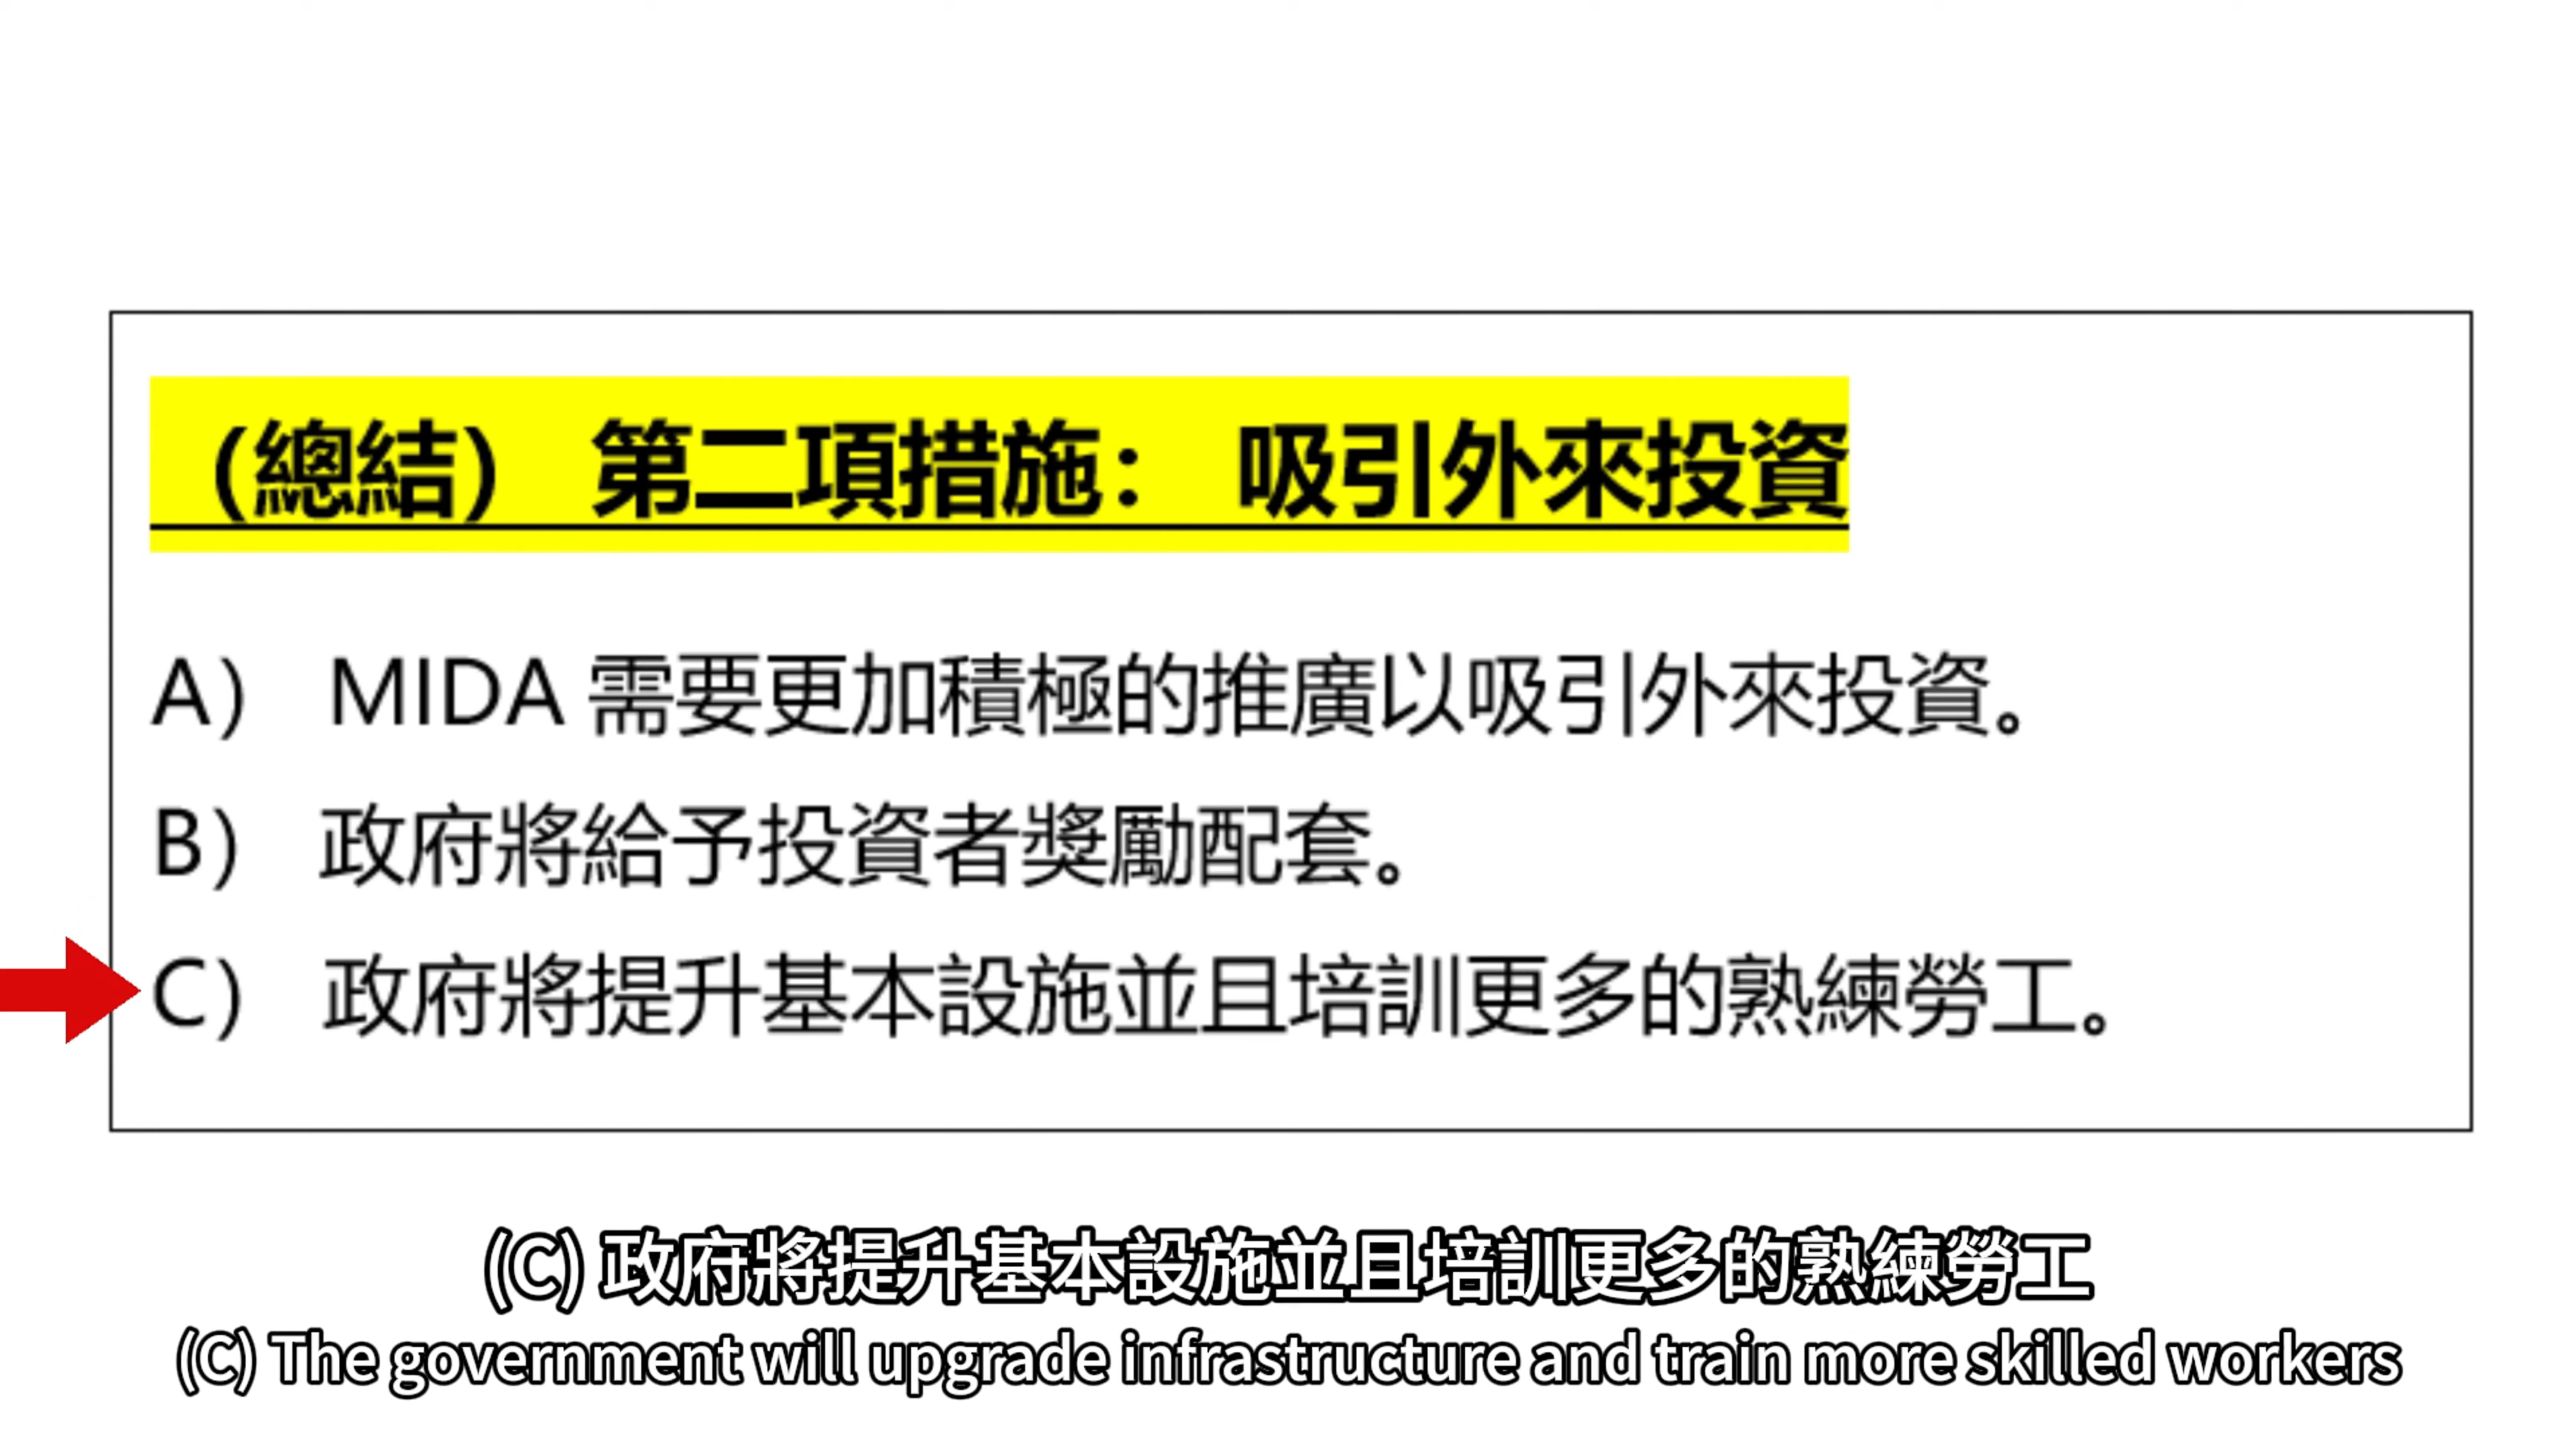 （總結） 第二項措施： 吸引外來投資
A） MIDA 需要更加積極的推廣以吸引外來投資。
B） 政府將給予投資者獎勵配套。
C） 政府將提升基本設施並且培訓更多的熟練勞工。
(C) 政府將提升基本設施並且培訓更多的熟練勞工
(C) The government will upgrade infrastructure and train more skilled workers